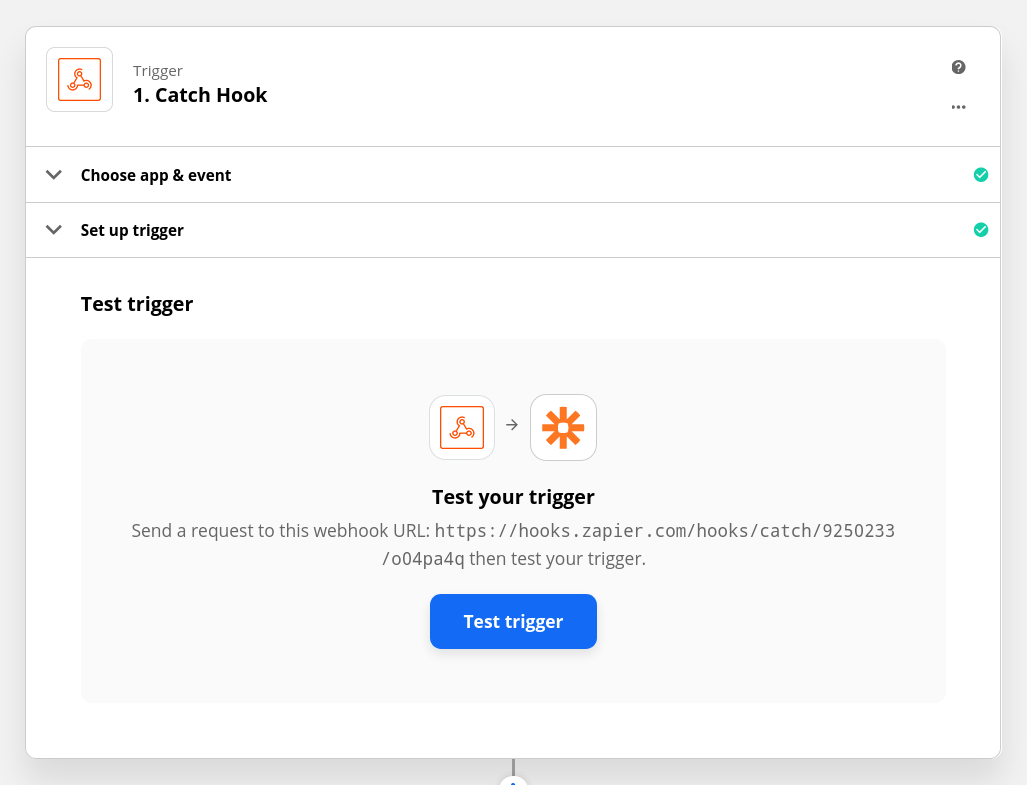 Trigger
1. Catch Hook
Choose app & event
Set up trigger
Test trigger
Test your trigger
Send a request to this webhook URL: https://hooks.zapier.com/hooks/catch/9250233
/o04pa4q then test your trigger.
Test trigger